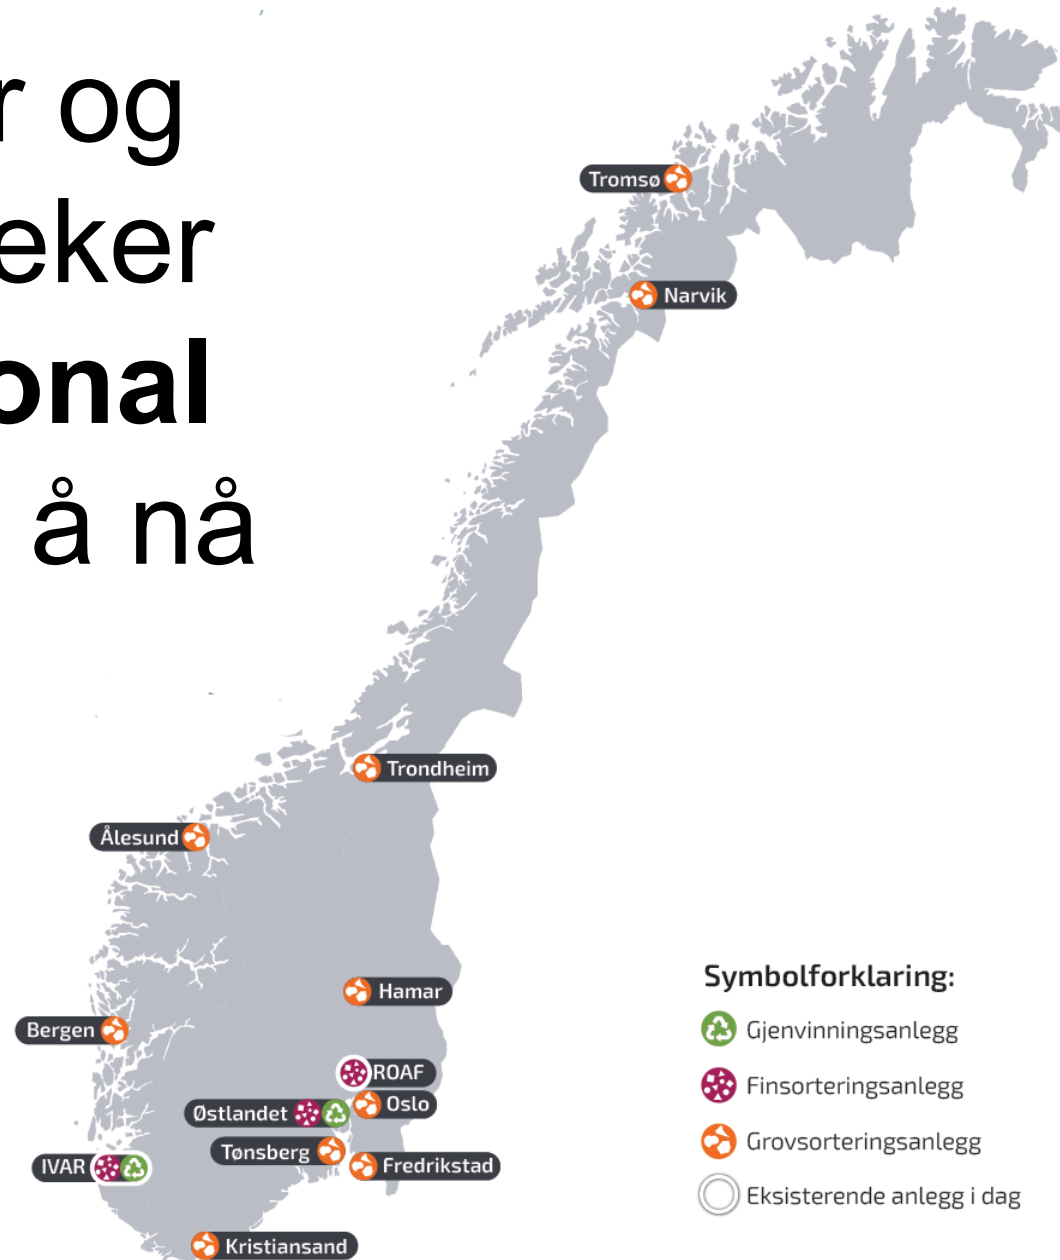 r og
eker
onal
å nå
Tromsø
Narvik
Trondheim
Ålesund
Hamar
Bergen
ROAF
Oslo
Østlandet
Tønsberg
Fredrikstad
IVAR
Kristiansand
Symbolforklaring:
Gjenvinningsanlegg
Finsorteringsanlegg
Grovsorteringsanlegg
Eksisterende anlegg i dag